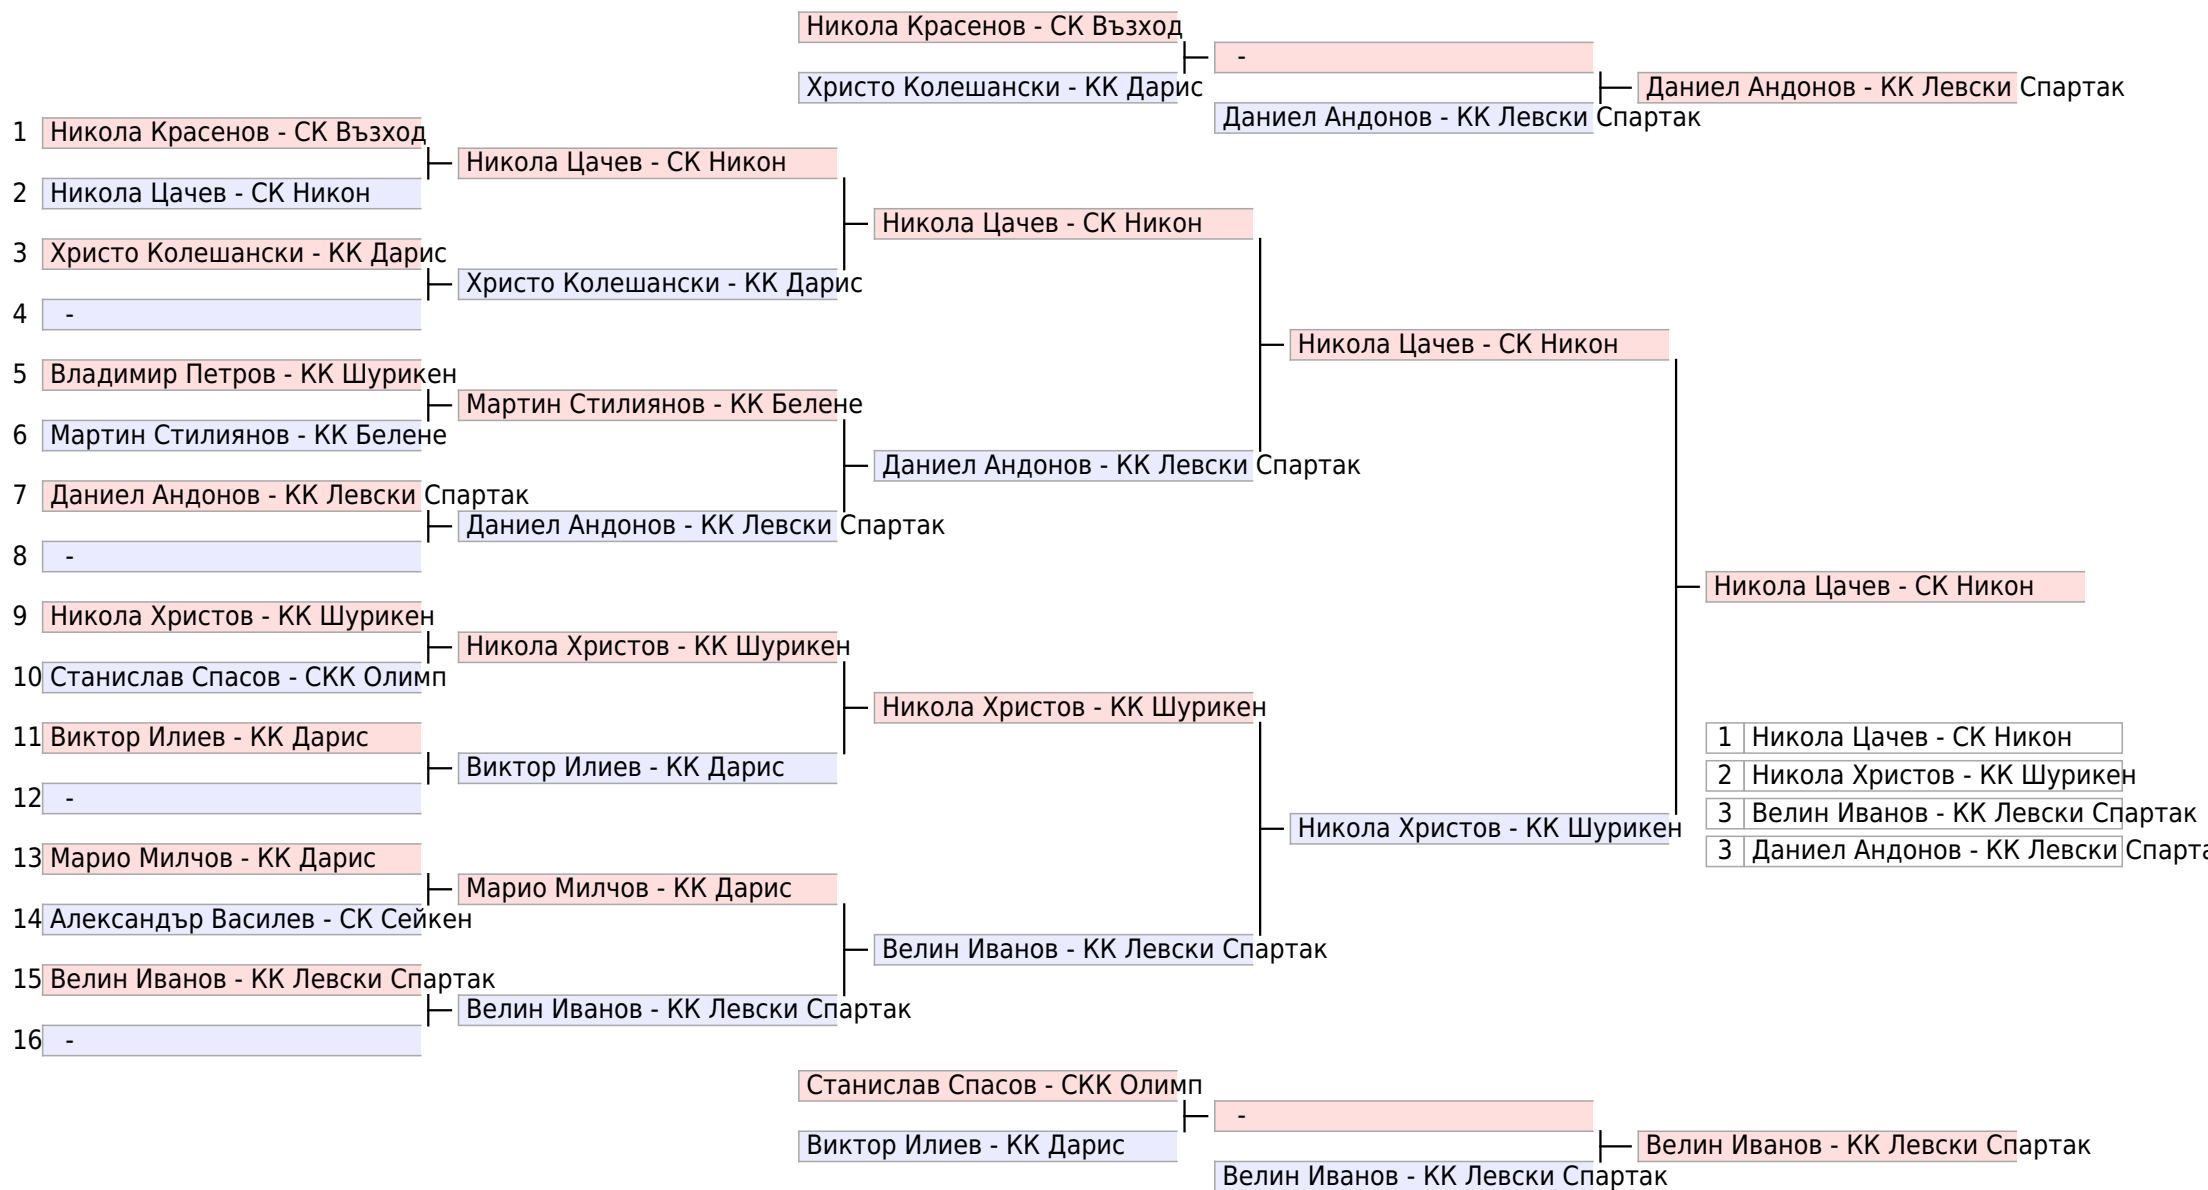 Никола Красенов - СК Възход
-
Христо Колешански - КК Дарис
Даниел Андонов - КК Левски Спартак
Даниел Андонов - КК Левски Спартак
1 Никола Красенов - СК Възход
Никола Цачев - СК Никон
2 Никола Цачев - СК Никон
Никола Цачев - СК Никон
3 Христо Колешански - КК Дарис
Христо Колешански - КК Дарис
4 -
Никола Цачев - СК Никон
5 Владимир Петров - КК Шурикен
Мартин Стилиянов - КК Белене
6 Мартин Стилиянов - КК Белене
Даниел Андонов - КК Левски Спартак
7 Даниел Андонов - КК Левски Спартак
Даниел Андонов - КК Левски Спартак
8 -
Никола Цачев - СК Никон
9 Никола Христов - КК Шурикен
Никола Христов - КК Шурикен
10 Станислав Спасов - СКК Олимп
Никола Христов - КК Шурикен
11 Виктор Илиев - КК Дарис
Виктор Илиев - КК Дарис
12 -
1 Никола Цачев - СК Никон
2 Никола Христов - КК Шурикен
3 Велин Иванов - КК Левски Спартак
3 Даниел Андонов - КК Левски
Никола Христов - КК Шурикен
13 Марио Милчов - КК Дарис
Марио Милчов - КК Дарис
14 Александър Василев - СК Сейкен
Велин Иванов - КК Левски Спартак
15 Велин Иванов - КК Левски Спартак
Велин Иванов - КК Левски Спартак
16 -
Станислав Спасов - СКК Олимп
-
Виктор Илиев - КК Дарис
Велин Иванов - КК Левски Спартак
Велин Иванов - КК Левски Спартак